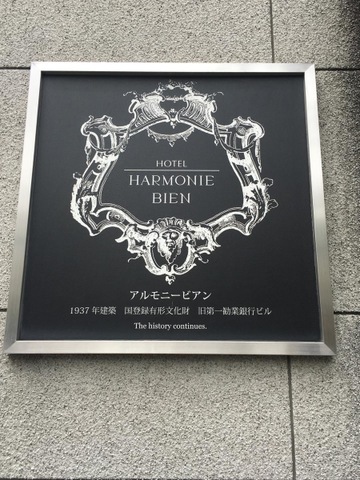 HOTEL
HARMONIE
BIEN
アルモニービアン
1937年建築　国登録有形文化財　旧第一勧業銀行ビル
The history continues.